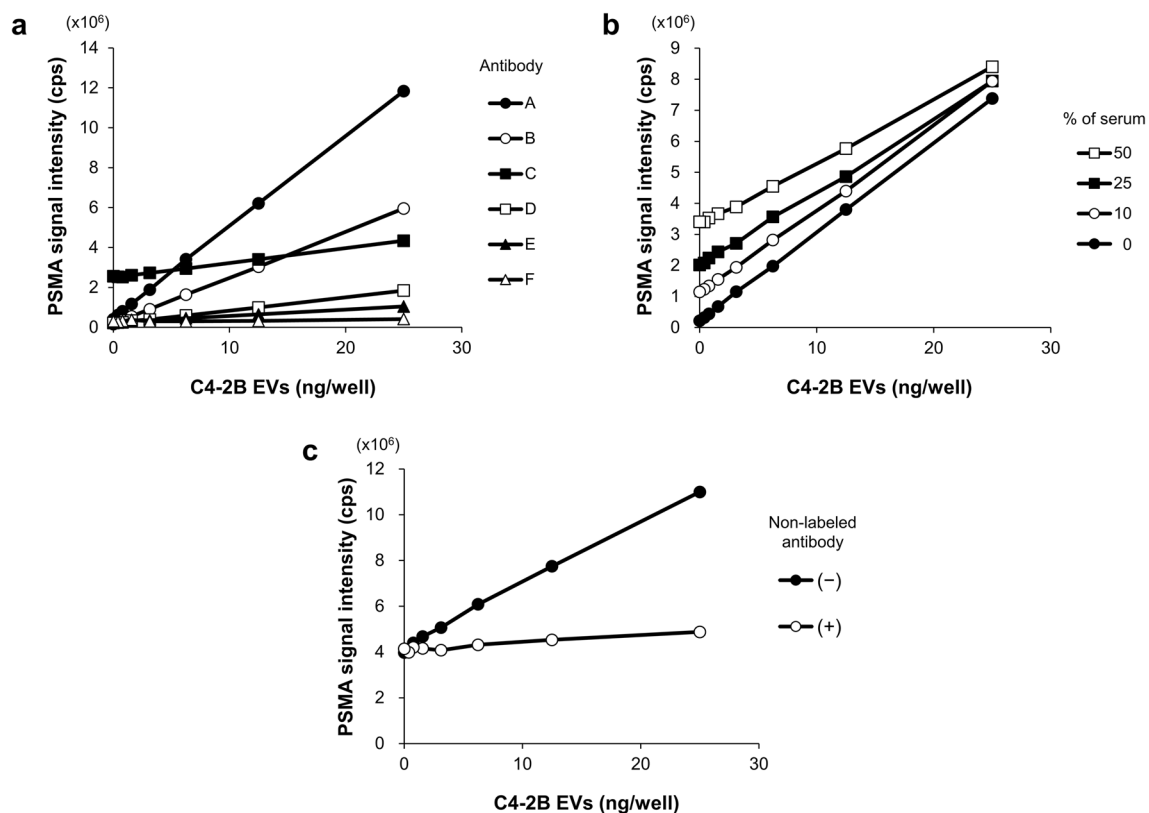 a
(x10⁶)
PSMA signal intensity (cps)
14
12
10
8
6
4
2
0
0
10
20
30
C4-2B EVs (ng/well)
Antibody
A
B
C
D
E
F
b
(x10⁶)
PSMA signal intensity (cps)
9
8
7
6
5
4
3
2
1
0
0
10
20
30
C4-2B EVs (ng/well)
% of serum
50
25
10
0
c
(x10⁶)
PSMA signal intensity (cps)
12
10
8
6
4
2
0
0
10
20
30
C4-2B EVs (ng/well)
Non-labeled
antibody
(−)
(+)